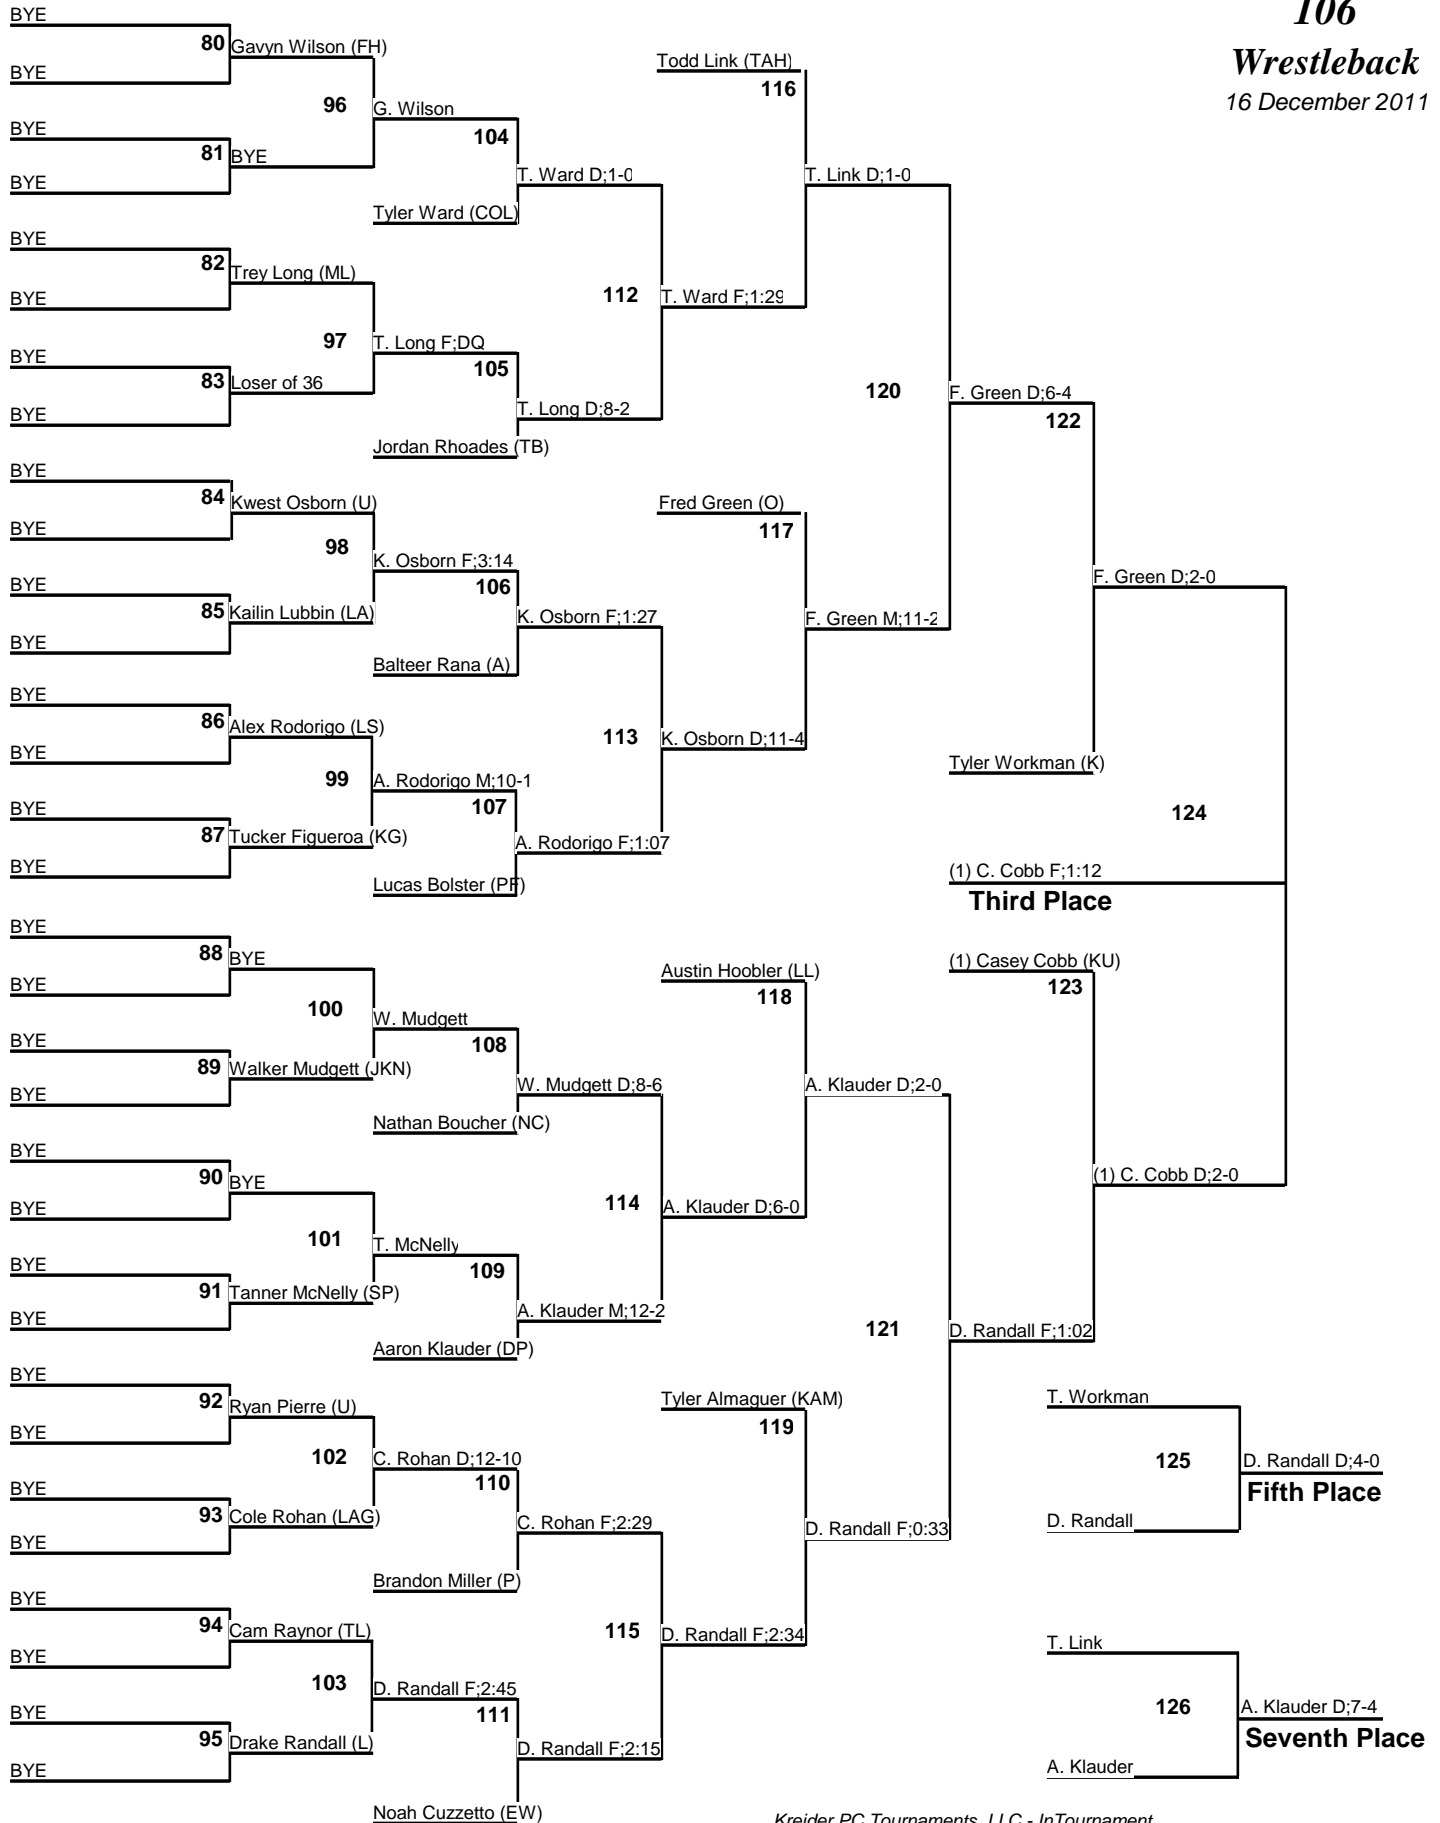 106
Wrestleback
16 December 2011
BYE
80 Gavyn Wilson (FH)
BYE
96 G. Wilson
BYE
81 BYE
BYE
104
T. Ward D;1-0
Tyler Ward (COL)
BYE
82 Trey Long (ML)
BYE
97 T. Long F;DQ
BYE
83 Loser of 36
BYE
105
T. Long D;8-2
Jordan Rhoades (TB)
112 T. Ward F;1:29
Todd Link (TAH)
116
T. Link D;1-0
BYE
84 Kwest Osborn (U)
BYE
98 K. Osborn F;3:14
BYE
85 Kailin Lubbin (LA)
BYE
106
K. Osborn F;1:27
Balteer Rana (A)
BYE
86 Alex Rodorigo (LS)
BYE
99 A. Rodorigo M;10-1
BYE
87 Tucker Figueroa (KG)
BYE
107
A. Rodorigo F;1:07
Lucas Bolster (PF)
113 K. Osborn D;11-4
Fred Green (O)
117
F. Green M;11-2
120 F. Green D;6-4
122
F. Green D;2-0
Tyler Workman (K)
124
(1) C. Cobb F;1:12
Third Place
BYE
88 BYE
BYE
100 W. Mudgett
BYE
89 Walker Mudgett (JKN)
BYE
108
W. Mudgett D;8-6
Nathan Boucher (NC)
BYE
90 BYE
BYE
101 T. McNelly
BYE
91 Tanner McNelly (SP)
BYE
109
A. Klauder M;12-2
Aaron Klauder (DP)
114 A. Klauder D;6-0
Austin Hoobler (LL)
118
A. Klauder D;2-0
BYE
92 Ryan Pierre (U)
BYE
102 C. Rohan D;12-10
BYE
93 Cole Rohan (LAG)
BYE
110
C. Rohan F;2:29
Brandon Miller (P)
BYE
94 Cam Raynor (TL)
BYE
103 D. Randall F;2:45
BYE
95 Drake Randall (L)
BYE
111
D. Randall F;2:15
Noah Cuzzetto (EW)
115 D. Randall F;2:34
Tyler Almaguer (KAM)
119
D. Randall F;0:33
121 D. Randall F;1:02
(1) Casey Cobb (KU)
123
(1) C. Cobb D;2-0
T. Workman
125 D. Randall D;4-0
Fifth Place
D. Randall
T. Link
126 A. Klauder D;7-4
Seventh Place
A. Klauder
Kreider PC Tournaments, LLC - InTournament